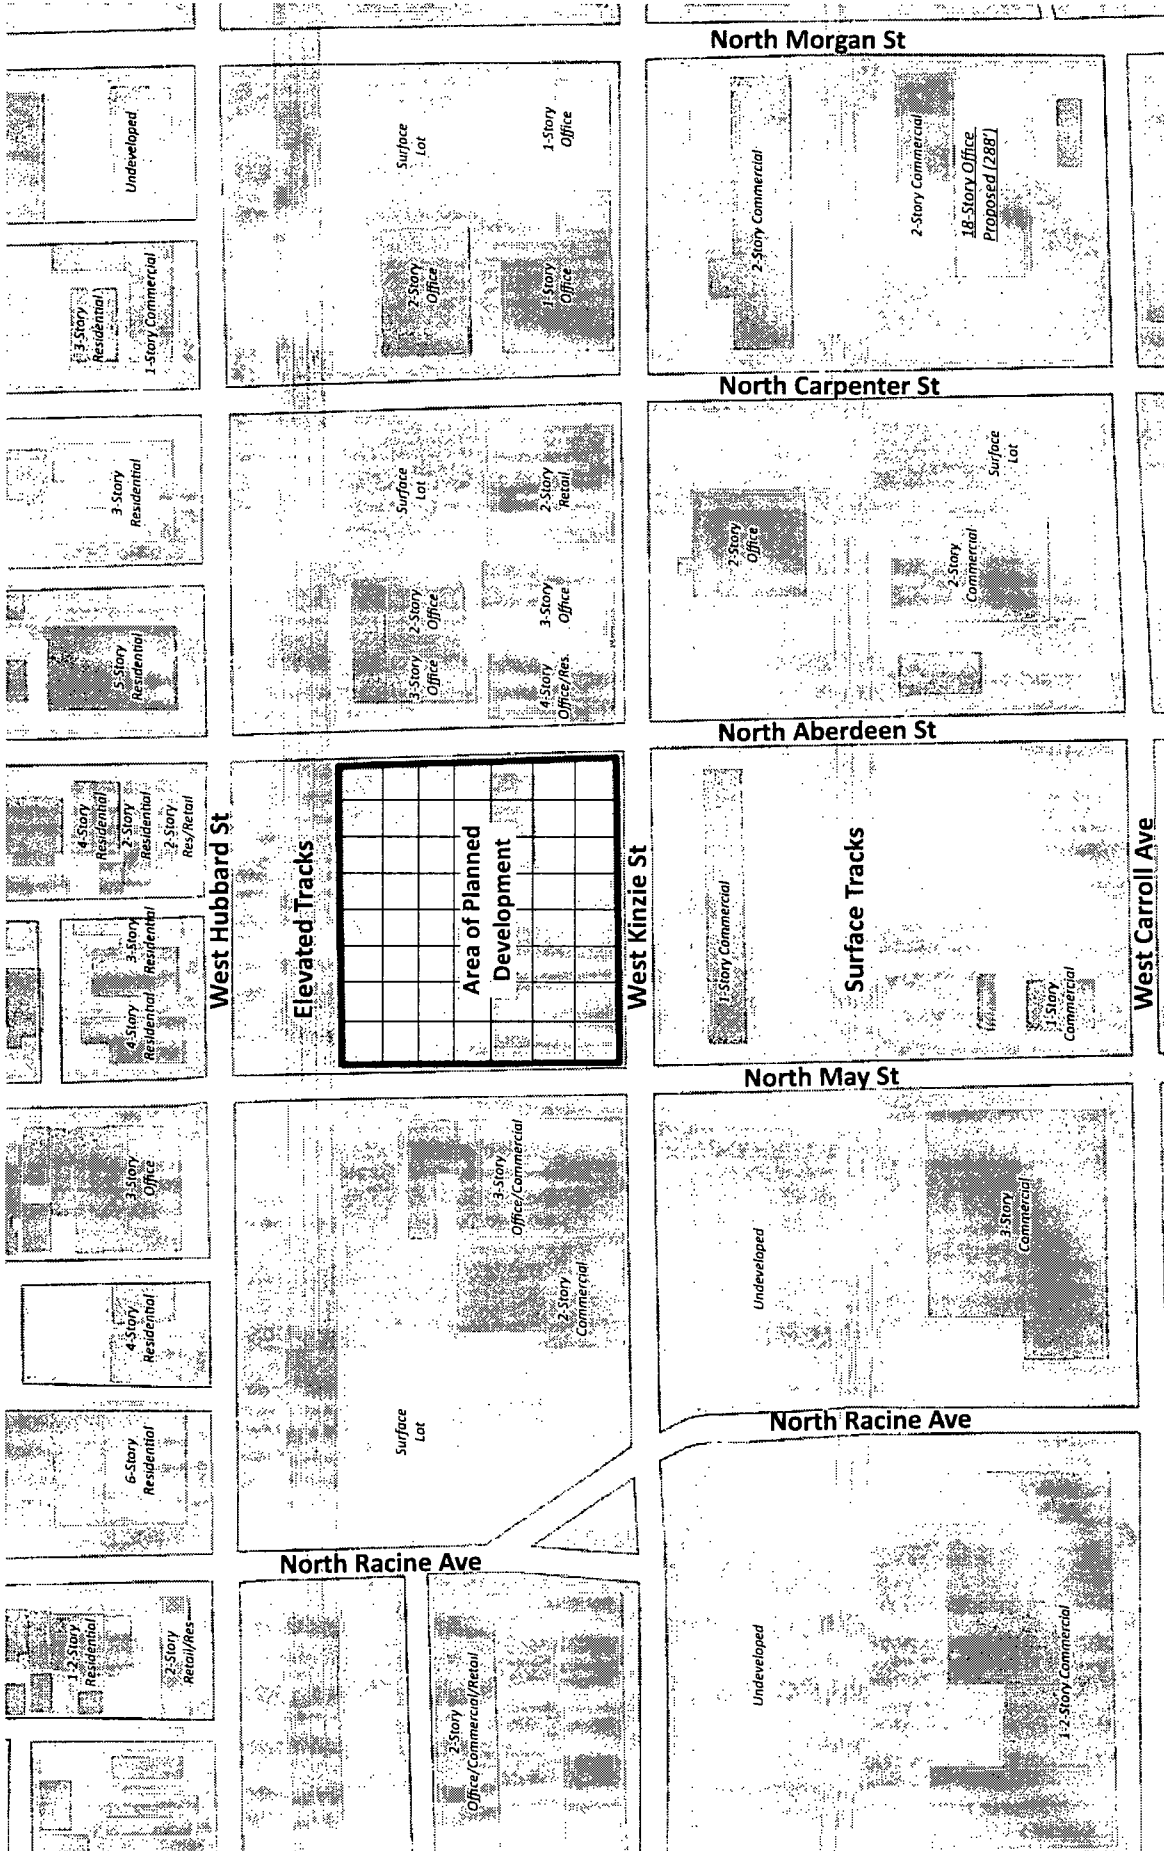 North Morgan St
Undeveloped
Surface
Lot
1-Story
Office
2-Story Commercial
2-Story Commercial
18-Story Office
Proposed (288')
3-Story
Residential
1-Story Commercial
2-Story
Office
1-Story
Office
North Carpenter St
3-Story
Residential
Surface
Lot
2-Story
Retail
2-Story
Office
Surface
Lot
2-Story
Commercial
5-Story
Residential
3-Story
Office
2-Story
Office
3-Story
Office
4-Story
Office/Res.
North Aberdeen St
4-Story
Residential
2-Story
Residential
2-Story
Res/Retail
West Hubbard St
Elevated Tracks
Area of Planned
Development
West Kinzie St
1-Story Commercial
Surface Tracks
West Carroll Ave
3-Story
Residential
4-Story
Residential
1-Story
Commercial
North May St
3-Story
Office
3-Story
Office/Commercial
2-Story
Commercial
Undeveloped
3-Story
Commercial
4-Story
Residential
Surface
Lot
North Racine Ave
6-Story
Residential
North Racine Ave
1-2-Story
Residential
2-Story
Retail/Res
2-Story
Office/Commercial/Retail
Undeveloped
1-2-Story Commercial